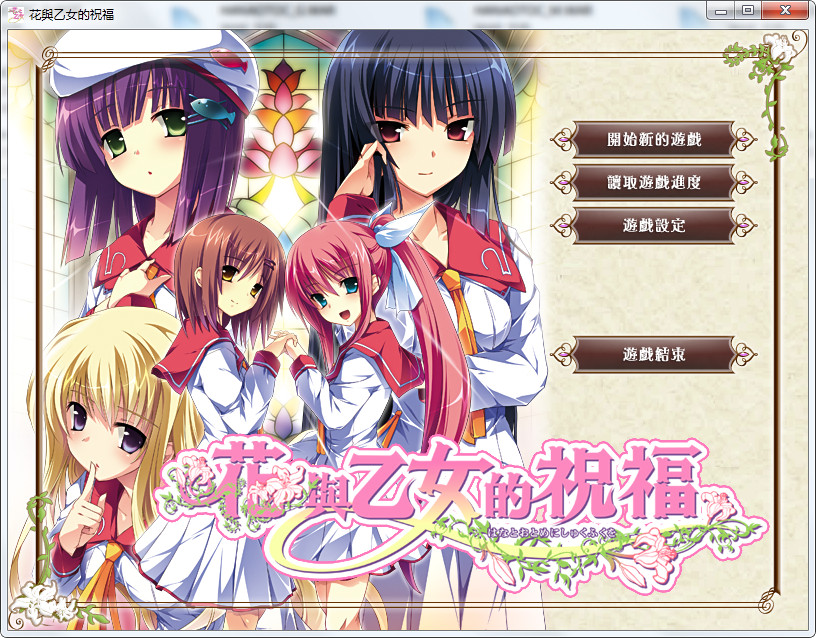 花與乙女的祝福
開始新的遊戲
讀取遊戲進度
遊戲設定
遊戲結束
花與乙女的祝福
はなとおとめにしゅくふくを